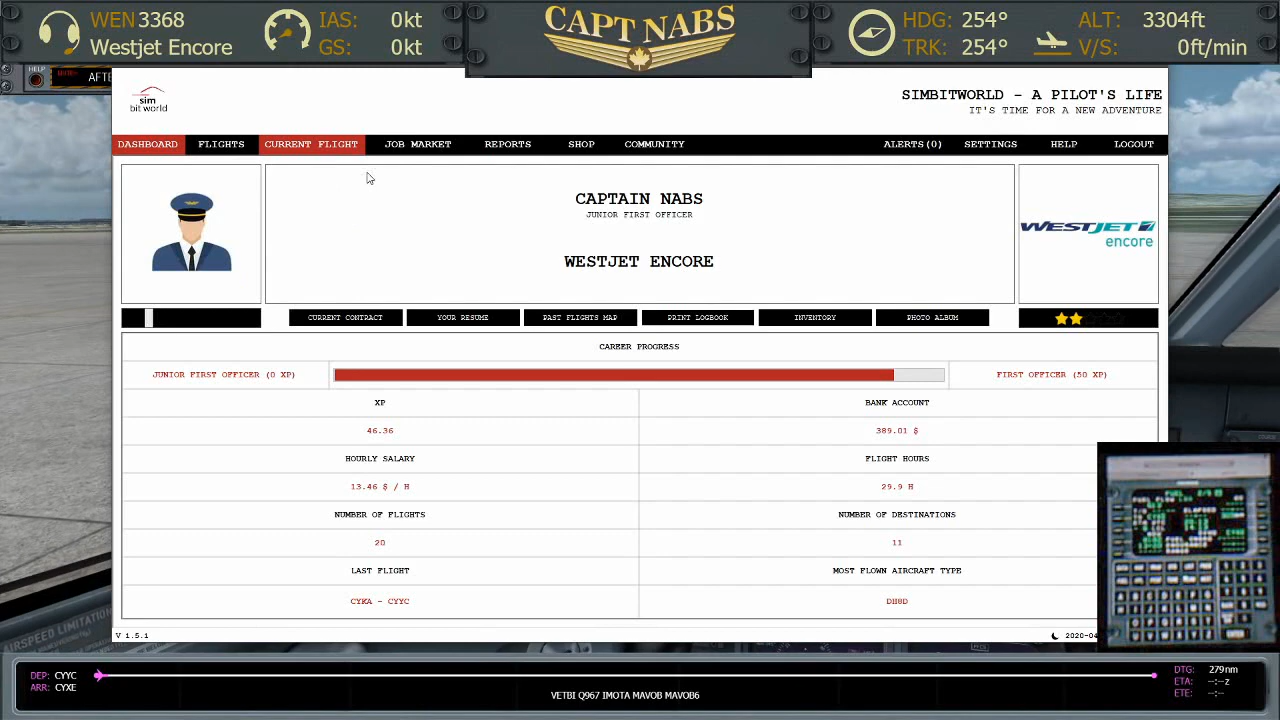 WEN 3368
Westjet Encore
IAS: 0kt
GS: 0kt
CAPT NABS
HDG: 254°
TRK: 254°
ALT: 3304ft
V/S: 0ft/min
HELP
AFTE
sim
bit world
SIMBITWORLD - A PILOT'S LIFE
IT'S TIME FOR A NEW ADVENTURE
DASHBOARD FLIGHTS CURRENT FLIGHT JOB MARKET REPORTS SHOP COMMUNITY ALERTS(0) SETTINGS HELP LOGOUT
CAPTAIN NABS
JUNIOR FIRST OFFICER
WESTJET ENCORE
WESTJET
encore
CURRENT CONTRACT YOUR RESUME PAST FLIGHTS MAP PRINT LOGBOOK INVENTORY PHOTO ALBUM
CAREER PROGRESS
JUNIOR FIRST OFFICER (0 XP) FIRST OFFICER (50 XP)
XP BANK ACCOUNT
46.36 389.01 $
HOURLY SALARY FLIGHT HOURS
13.46 $ / H 29.9 H
NUMBER OF FLIGHTS NUMBER OF DESTINATIONS
20 11
LAST FLIGHT MOST FLOWN AIRCRAFT TYPE
CYKA - CYYC DH8D
V 1.5.1 2020-04
AIRSPEED LIMITATIONS
DEP: CYYC
ARR: CYXE
VETBI Q967 IMOTA MAVOB MAVOB6
DTG: 279nm
ETA: --:--z
ETE: --:--